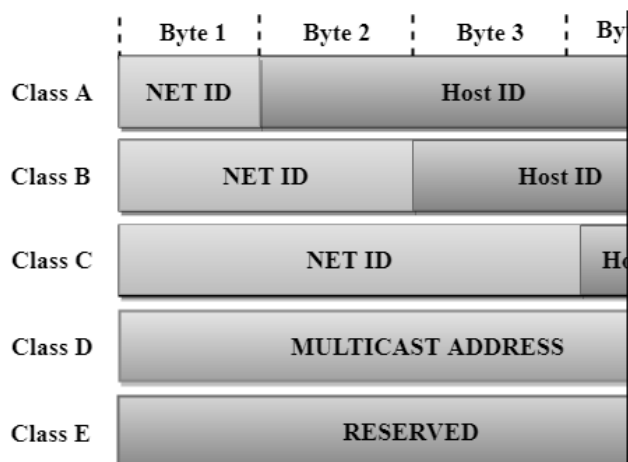 Byte 1 Byte 2 Byte 3
Class A NET ID Host ID
Class B NET ID Host ID
Class C NET ID
Class D MULTICAST ADDRESS
Class E RESERVED